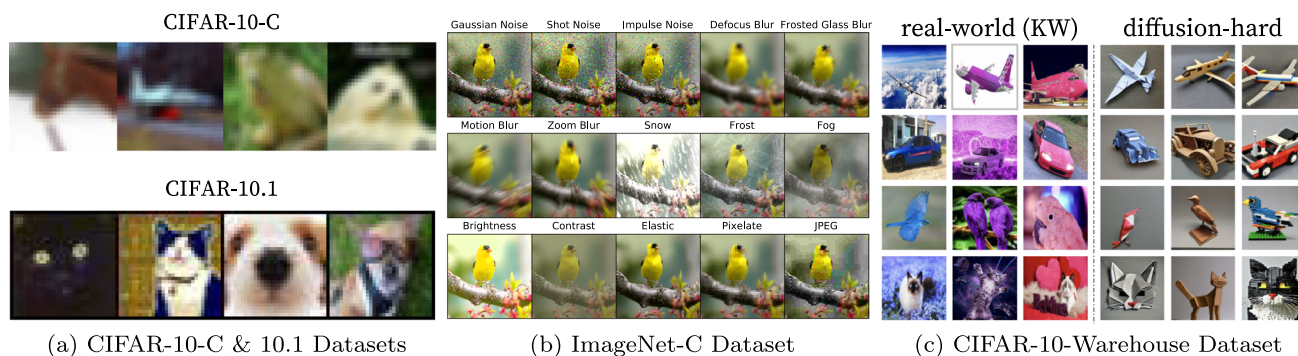 CIFAR-10-C
CIFAR-10.1
(a) CIFAR-10-C & 10.1 Datasets
Gaussian Noise Shot Noise Impulse Noise Defocus Blur Frosted Glass Blur
Motion Blur Zoom Blur Snow Frost Fog
Brightness Contrast Elastic Pixelate JPEG
(b) ImageNet-C Dataset
real-world (KW) diffusion-hard
(c) CIFAR-10-Warehouse Dataset